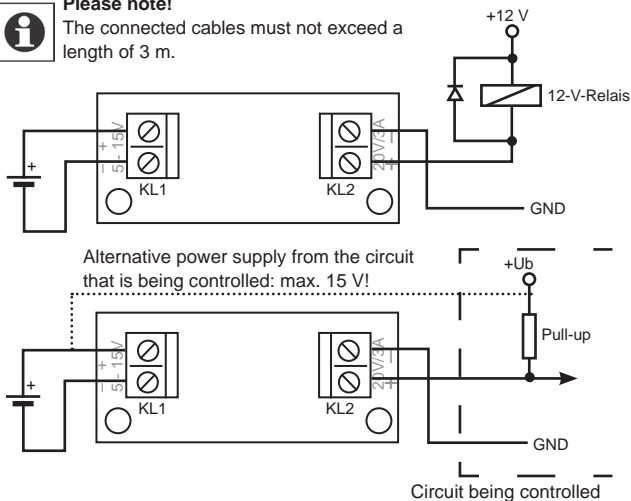 Please note!
The connected cables must not exceed a
length of 3 m.
+12 V
12-V-Relais
+
– +
5 - 15V
KL1
KL2
20V/3A
+ –
GND
Alternative power supply from the circuit
that is being controlled: max. 15 V!
+Ub
Pull-up
+
– +
5 - 15V
KL1
KL2
20V/3A
+ –
GND
Circuit being controlled